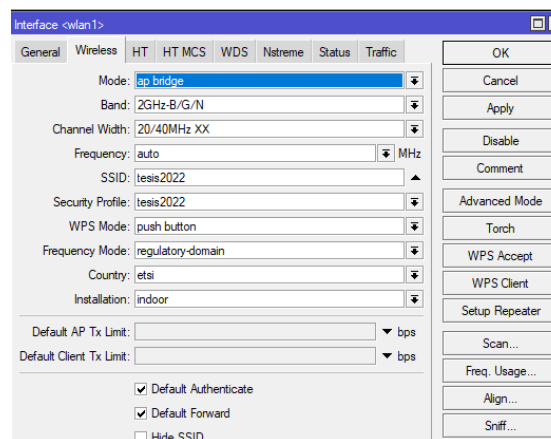 Interface <wlan1>
General Wireless HT HT MCS WDS Nstreme Status Traffic
Mode: ap bridge
Band: 2GHz-B/G/N
Channel Width: 20/40MHz XX
Frequency: auto MHz
SSID: tesis2022
Security Profile: tesis2022
WPS Mode: push button
Frequency Mode: regulatory-domain
Country: etsi
Installation: indoor
Default AP Tx Limit: bps
Default Client Tx Limit: bps
Default Authenticate
Default Forward
Hide SSID
OK
Cancel
Apply
Disable
Comment
Advanced Mode
Torch
WPS Accept
WPS Client
Setup Repeater
Scan...
Freq. Usage...
Align...
Sniff...